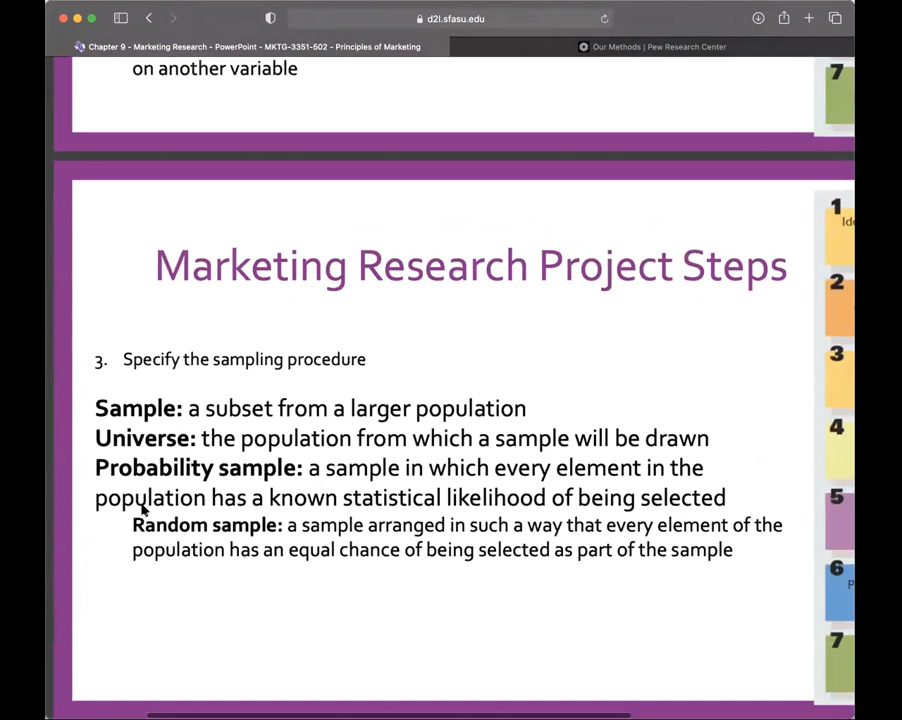 d2l.sfasu.edu
Chapter 9 - Marketing Research - PowerPoint - MKTG-3351-502 - Principles of Marketing
Our Methods | Pew Research Center
on another variable
7
Marketing Research Project Steps
3. Specify the sampling procedure
Sample: a subset from a larger population
Universe: the population from which a sample will be drawn
Probability sample: a sample in which every element in the
population has a known statistical likelihood of being selected
Random sample: a sample arranged in such a way that every element of the
population has an equal chance of being selected as part of the sample
1
2
3
4
5
6
7